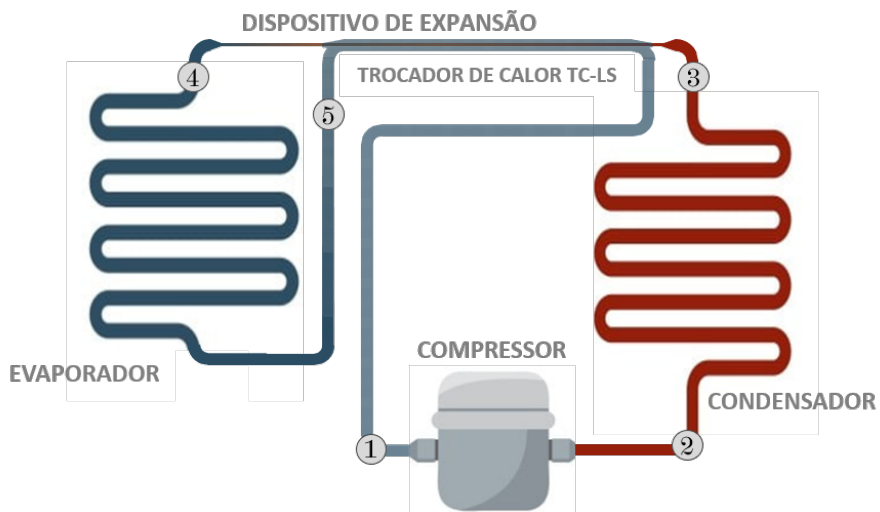 DISPOSITIVO DE EXPANSÃO
TROCADOR DE CALOR TC-LS
4
3
5
COMPRESSOR
EVAPORADOR
CONDENSADOR
1
2